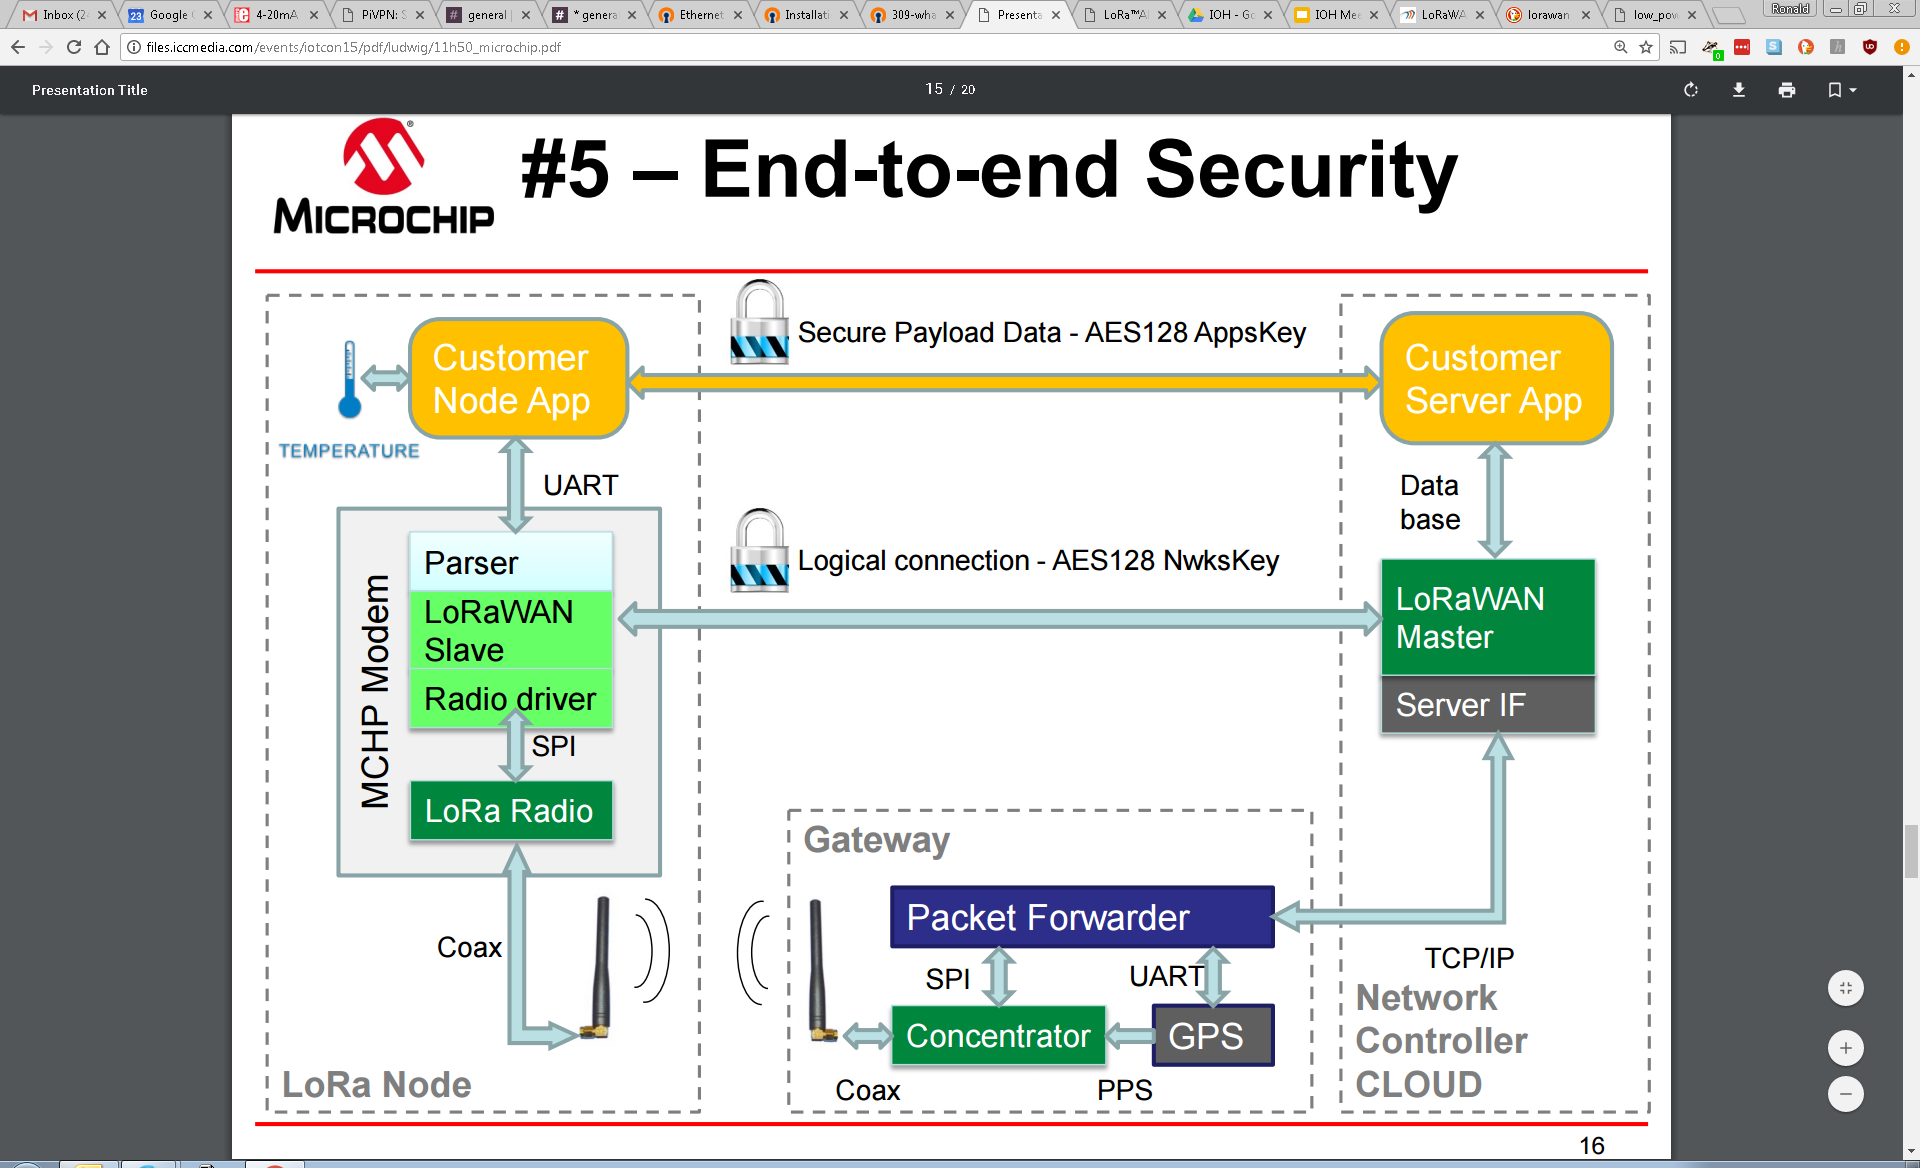 Inbox (2
23
Google
4-20mA
PiVPN: S
general |
* genera
Ethernet
Installati
309-wha
Presenta
LoRa™A
IOH - Go
IOH Mee
LoRaWA
lorawan
low_pow
Ronald
files.iccmedia.com/events/iotcon15/pdf/ludwig/11h50_microchip.pdf
Presentation Title
15 / 20
MICROCHIP
#5 – End-to-end Security
Secure Payload Data - AES128 AppsKey
Customer
Node App
Customer
Server App
TEMPERATURE
UART
Data
base
Logical connection - AES128 NwksKey
MCHP Modem
Parser
LoRaWAN
Slave
Radio driver
SPI
LoRa Radio
LoRaWAN
Master
Server IF
Coax
LoRa Node
Gateway
Packet Forwarder
SPI
UART
Concentrator
GPS
Coax
PPS
TCP/IP
Network
Controller
CLOUD
16